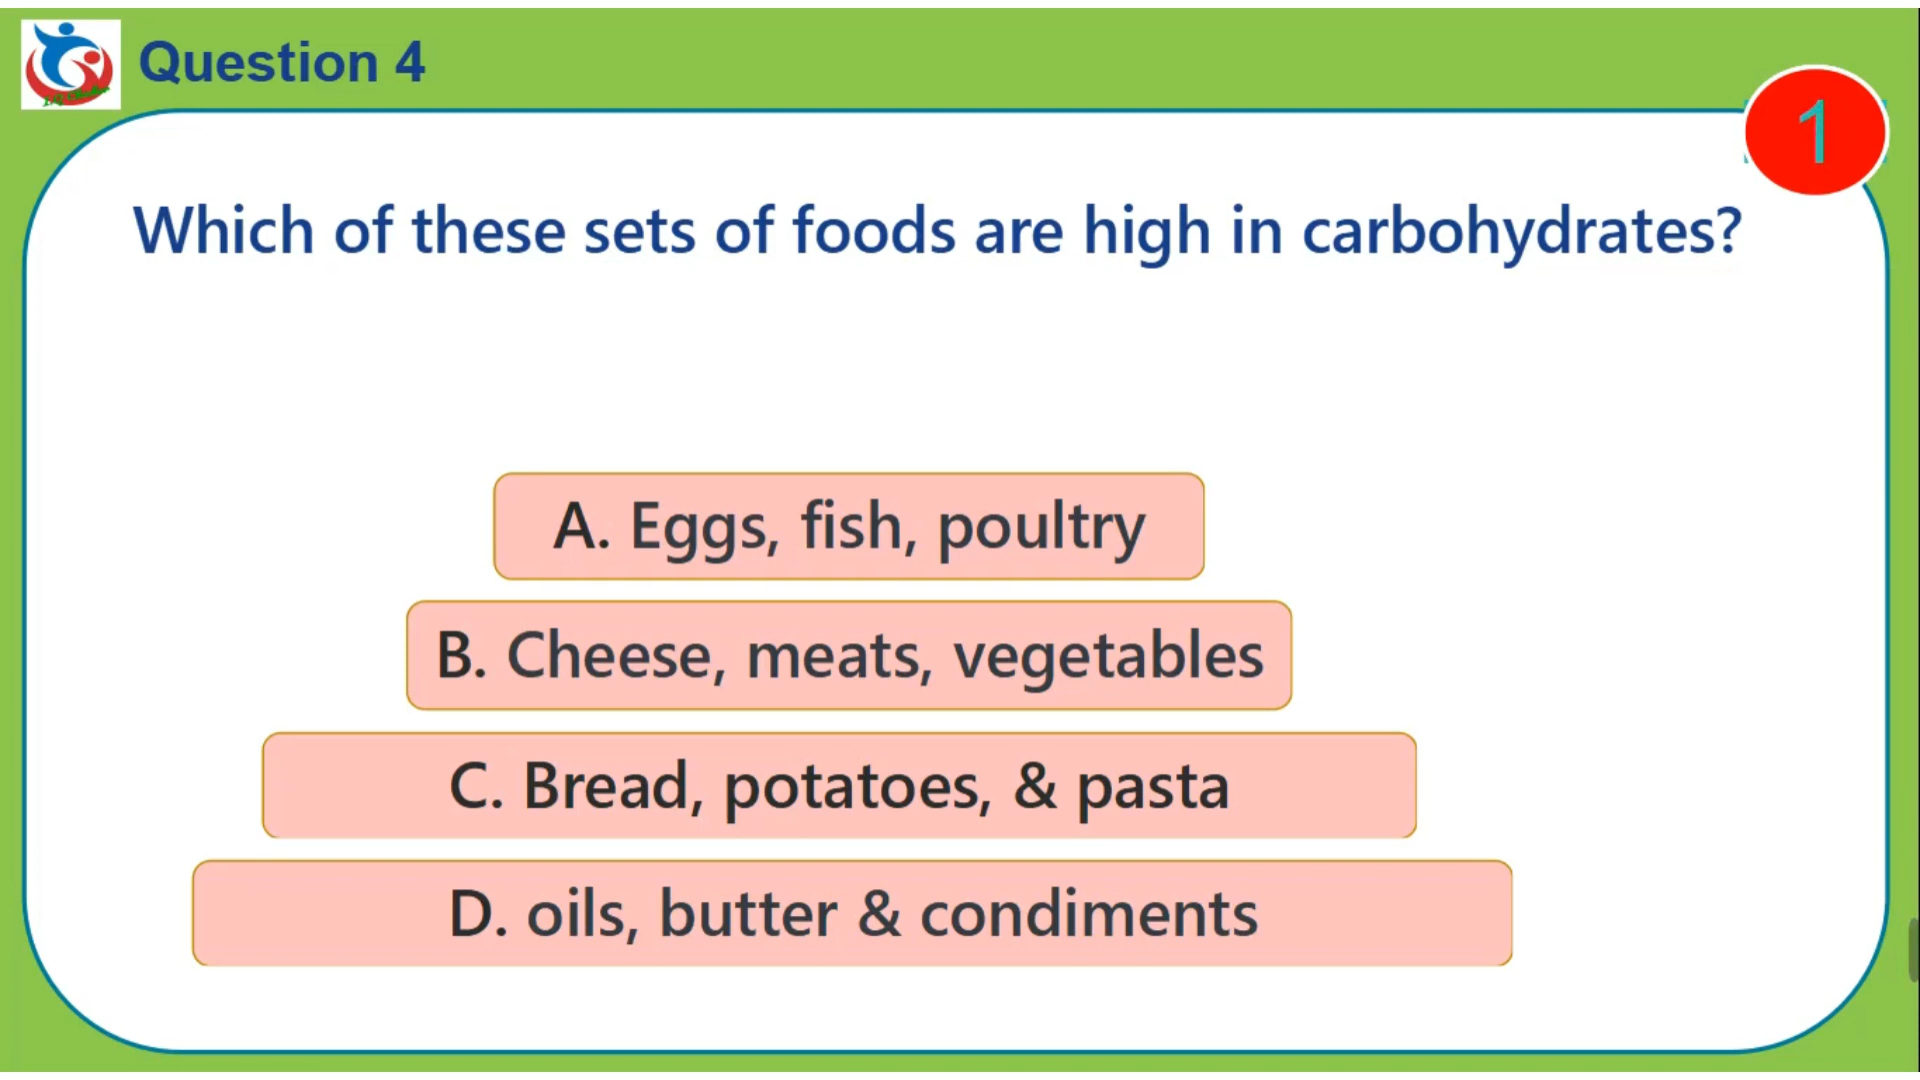 Question 4
1
Which of these sets of foods are high in carbohydrates?
A. Eggs, fish, poultry
B. Cheese, meats, vegetables
C. Bread, potatoes, & pasta
D. oils, butter & condiments